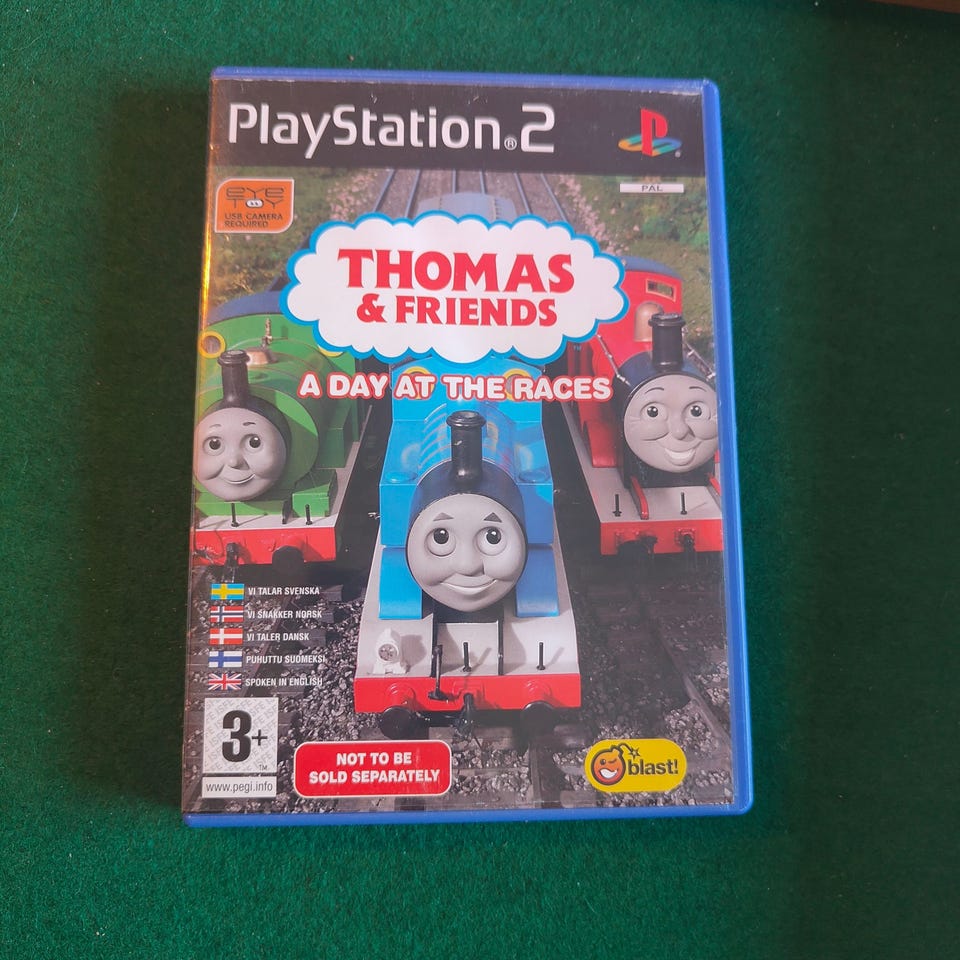 PlayStation®2
PAL
EYE
TOY
USB CAMERA
REQUIRED
THOMAS
& FRIENDS
A DAY AT THE RACES
VI TALAR SVENSKA
VI SNAKKER NORSK
VI TALER DANSK
PUHUTTU SUOMEKSI
SPOKEN IN ENGLISH
3+
TM
www.pegi.info
NOT TO BE
SOLD SEPARATELY
blast!